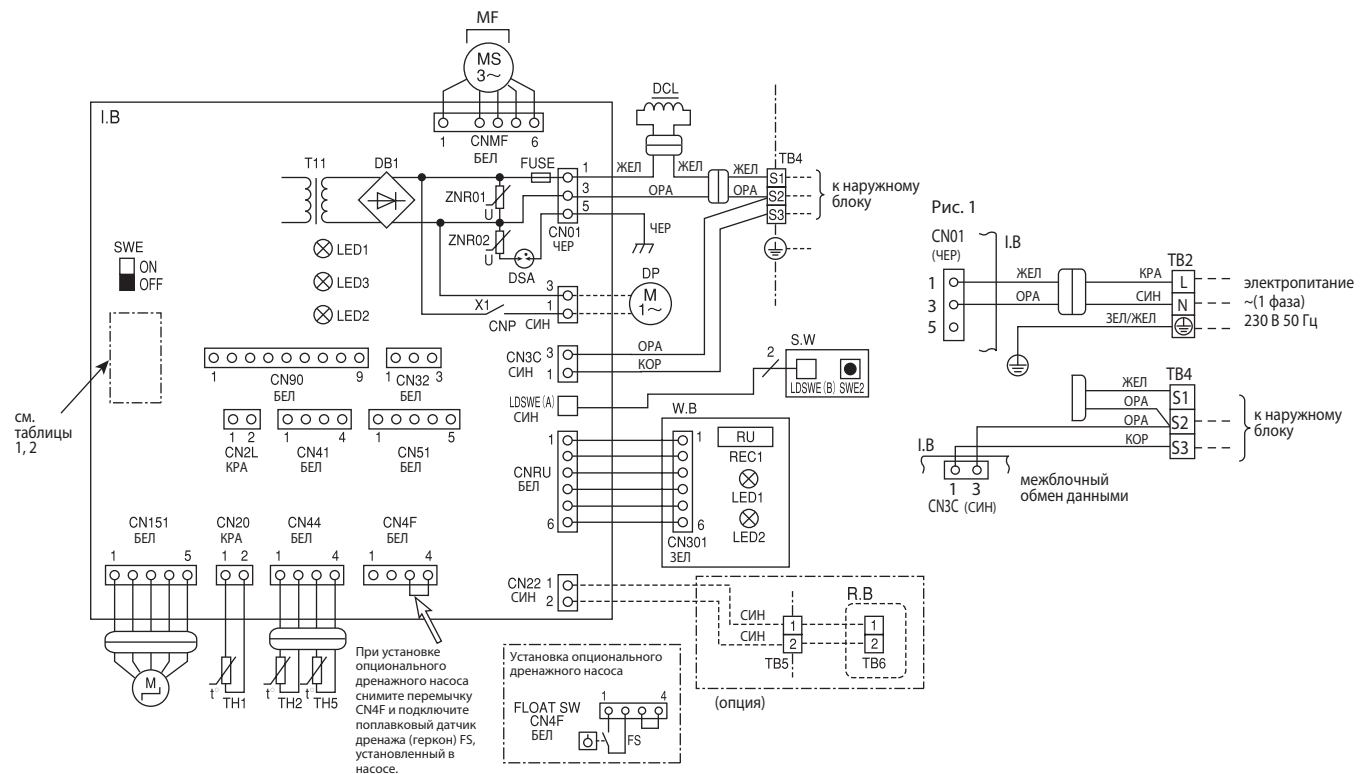 MF
MS
3~
I.B
1 6
CNMF
БЕЛ
DCL
T11
DB1
FUSE
ZNR01
U
ZNR02
U
DSA
1
3
5
CN01
ЧЕР
ЖЕЛ
ЖЕЛ
ЖЕЛ
ОРА
ОРА
ЧЕР
TB4
S1
S2
S3
к наружному
блоку
SWE
ON
OFF
LED1
LED3
LED2
X1
CNP
3
1
СИН
DP
M
1~
1 9
CN90
БЕЛ
1 3
CN32
БЕЛ
CN3C
СИН
3
1
ОРА
КОР
S.W
2
LDSWE (B) SWE2
LDSWE (A)
СИН
см.
таблицы
1, 2
1 2
CN2L
КРА
1 4
CN41
БЕЛ
1 5
CN51
БЕЛ
1
CNRU
БЕЛ
6
W.B
1
RU
REC1
LED1
LED2
6
CN301
ЗЕЛ
CN151
БЕЛ
1 5
M
CN20
КРА
1 2
t°
TH1
CN44
БЕЛ
1 4
t°
TH2
t°
TH5
CN4F
БЕЛ
1 4
CN22
СИН
1
2
При установке
опционального
дренажного насоса
снимите перемычку
CN4F и подключите
поплавковый датчик
дренажа (геркон) FS,
установленный в
насосе.
Установка опционального
дренажного насоса
FLOAT SW
CN4F
БЕЛ
1 4
FS
СИН
СИН
1
2
TB5
R.B
1
2
TB6
(опция)
Рис. 1
CN01
(ЧЕР)
I.B
1
3
5
ЖЕЛ
ОРА
КРА
СИН
ЗЕЛ/ЖЕЛ
TB2
L
N
электропитание
~(1 фаза)
230 В 50 Гц
TB4
ЖЕЛ
ОРА
ОРА
КОР
S1
S2
S3
к наружному
блоку
I.B
1 3
CN3C (СИН)
межблочный
обмен данными